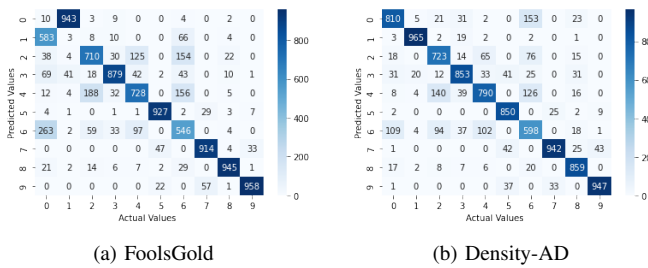 0 10 943 3 9 0 0 4 0 2 0
1 583 3 8 10 0 0 66 0 4 0
2 38 4 710 30 125 0 154 0 22 0
3 69 41 18 879 42 2 43 0 10 1
4 12 4 188 32 728 0 156 0 5 0
5 4 1 0 1 1 927 2 29 3 7
6 263 2 59 33 97 0 546 0 4 0
7 1 0 0 0 0 47 0 914 4 33
8 21 2 14 6 7 2 29 0 945 1
9 0 0 0 0 0 22 0 57 1 958
0 1 2 3 4 5 6 7 8 9
Predicted Values
Actual Values
800
600
400
200
0
(a) FoolsGold
0 810 5 21 31 2 0 153 0 23 0
1 3 965 2 19 2 0 2 0 0
2 2 0 723 14 65 0 76 0 15 0
3 31 20 12 853 33 41 25 0 31 0
4 24 8 140 39 790 0 126 0 16 0
5 2 0 0 0 0 850 0 25 2 9
6 109 4 94 37 102 0 598 0 18 1
7 1 0 0 0 0 42 0 942 25 43
8 17 2 8 7 6 0 20 0 859 0
9 1 0 0 0 0 37 0 33 0 947
0 1 2 3 4 5 6 7 8 9
Predicted Values
Actual Values
800
600
400
200
0
(b) Density-AD